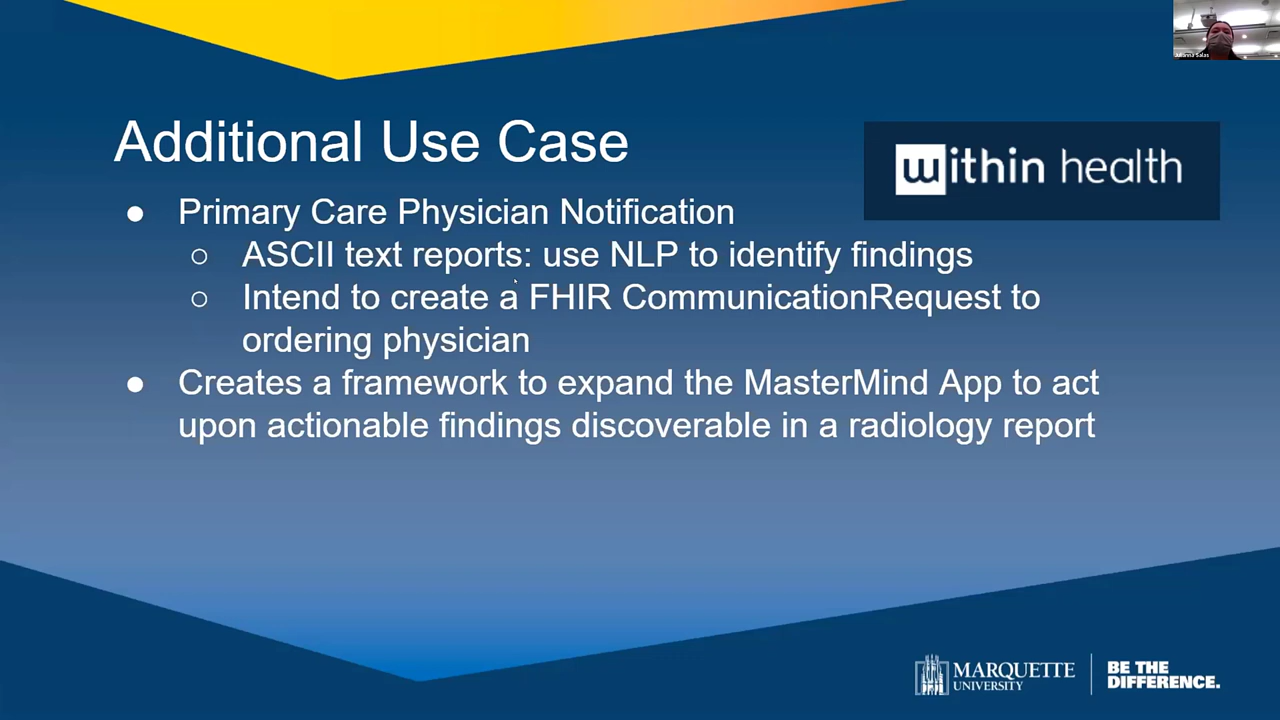 Julianna Salas
Additional Use Case
within health
● Primary Care Physician Notification
○ ASCII text reports: use NLP to identify findings
○ Intend to create a FHIR CommunicationRequest to
ordering physician
● Creates a framework to expand the MasterMind App to act
upon actionable findings discoverable in a radiology report
MARQUETTE
UNIVERSITY
BE THE
DIFFERENCE.